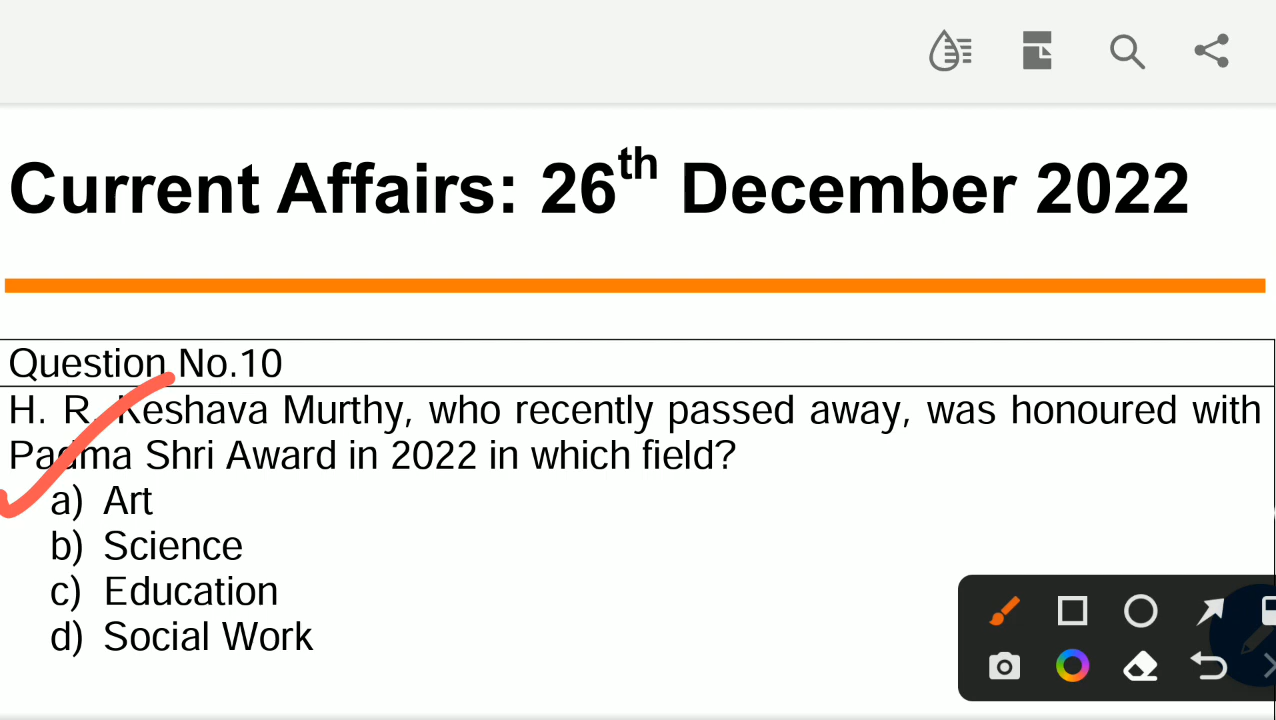 Current Affairs: 26th December 2022
Question No.10
H. R. Keshava Murthy, who recently passed away, was honoured with
Padma Shri Award in 2022 in which field?
a) Art
b) Science
c) Education
d) Social Work